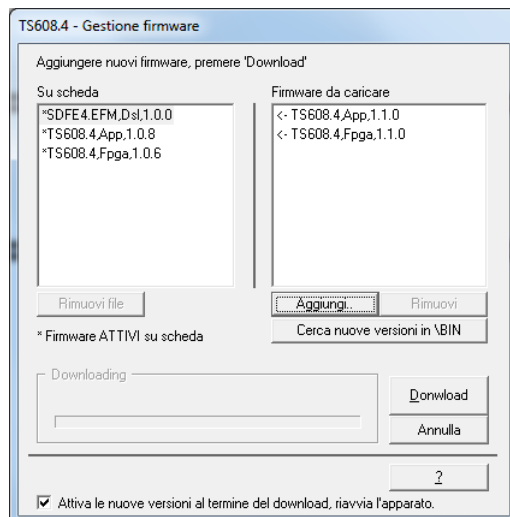 TS608.4 - Gestione firmware
Aggiungere nuovi firmware, premere 'Download'
Su scheda
Firmware da caricare
*SDFE4.EFM,Dsl,1.0.0
*TS608.4,App,1.0.8
*TS608.4,Fpga,1.0.6
<- TS608.4,App,1.1.0
<- TS608.4,Fpga,1.1.0
Rimuovi file
Aggiungi..
Rimuovi
* Firmware ATTIVI su scheda
Cerca nuove versioni in \BIN
Downloading
Donwload
Annulla
?
Attiva le nuove versioni al termine del download, riavvia l'apparato.